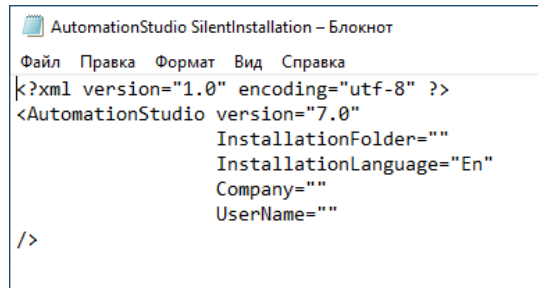 AutomationStudio SilentInstallation – Блокнот
Файл Правка Формат Вид Справка
<?xml version="1.0" encoding="utf-8" ?>
<AutomationStudio version="7.0"
InstallationFolder=""
InstallationLanguage="En"
Company=""
UserName=""
/>